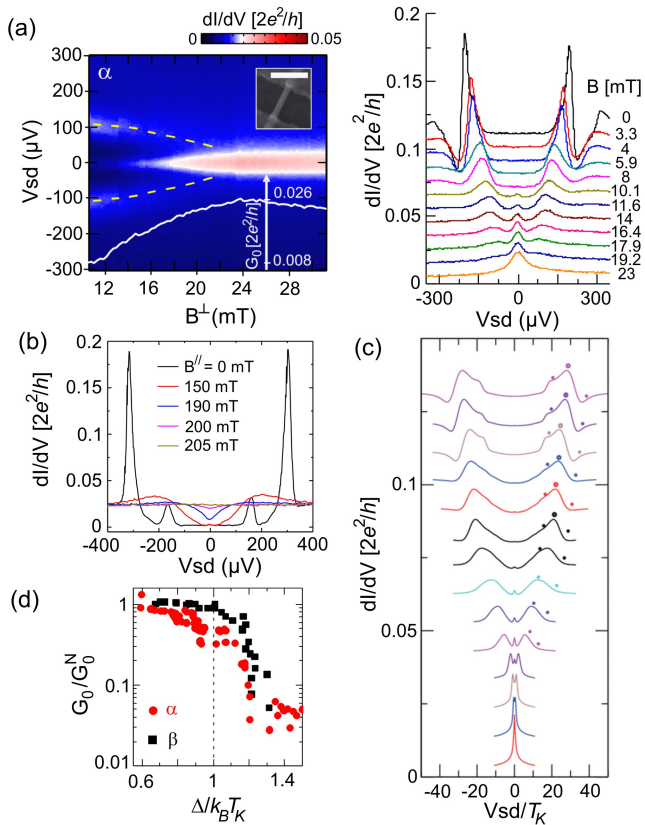 (a)
dI/dV [2e²/h]
0
0.05
α
300
200
100
0
-100
-200
-300
Vsd (µV)
G₀[2e²/h]
0.026
0.008
12
16
20
24
28
B⊥(mT)
0.2
0.15
0.1
0.05
0
dI/dV [2e²/h]
B [mT]
0
3.3
4
5.9
8
10.1
11.6
14
16.4
17.9
19.2
23
-300
0
300
Vsd (µV)
(b)
0.2
0.15
0.1
0.05
0
dI/dV [2e²/h]
B// = 0 mT
150 mT
190 mT
200 mT
205 mT
-400
-200
0
200
400
Vsd (µV)
(c)
0.1
0.05
0
dI/dV [2e²/h]
-40
-20
0
20
40
Vsd/T_K
(d)
1
0.1
0.01
G₀/G₀ᴺ
α
β
0.6
1
1.4
Δ/k_BT_K